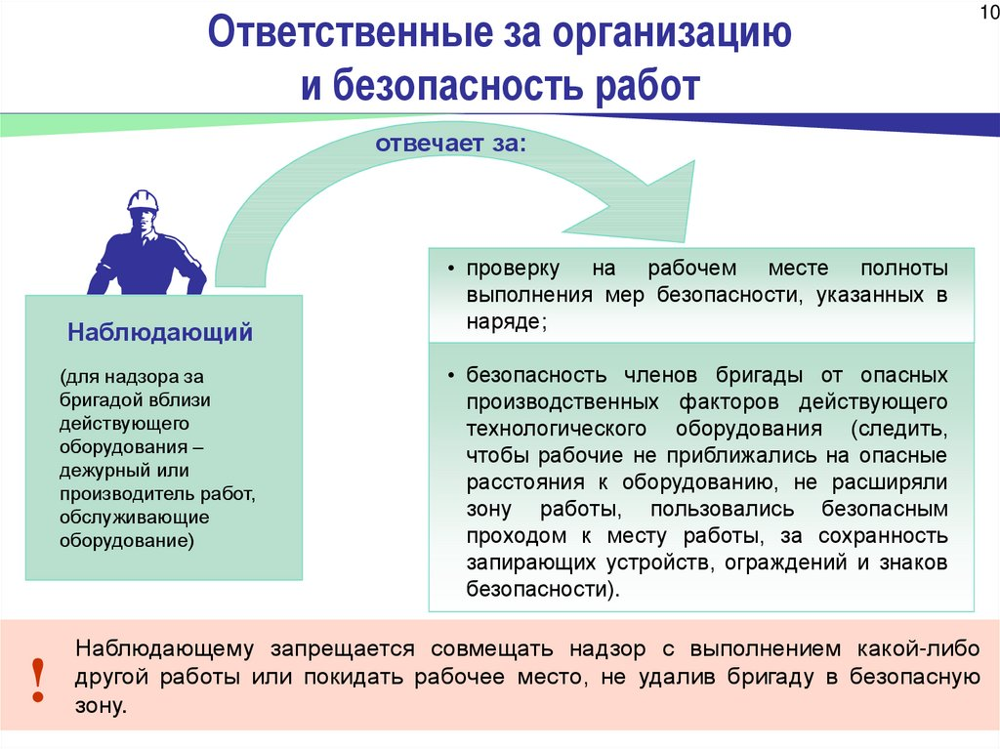 10
Ответственные за организацию
и безопасность работ
отвечает за:
Наблюдающий
(для надзора за
бригадой вблизи
действующего
оборудования –
дежурный или
производитель работ,
обслуживающие
оборудование)
• проверку на рабочем месте полноты
выполнения мер безопасности, указанных в
наряде;
• безопасность членов бригады от опасных
производственных факторов действующего
технологического оборудования (следить,
чтобы рабочие не приближались на опасные
расстояния к оборудованию, не расширяли
зону работы, пользовались безопасным
проходом к месту работы, за сохранность
запирающих устройств, ограждений и знаков
безопасности).
!
Наблюдающему запрещается совмещать надзор с выполнением какой-либо
другой работы или покидать рабочее место, не удалив бригаду в безопасную
зону.